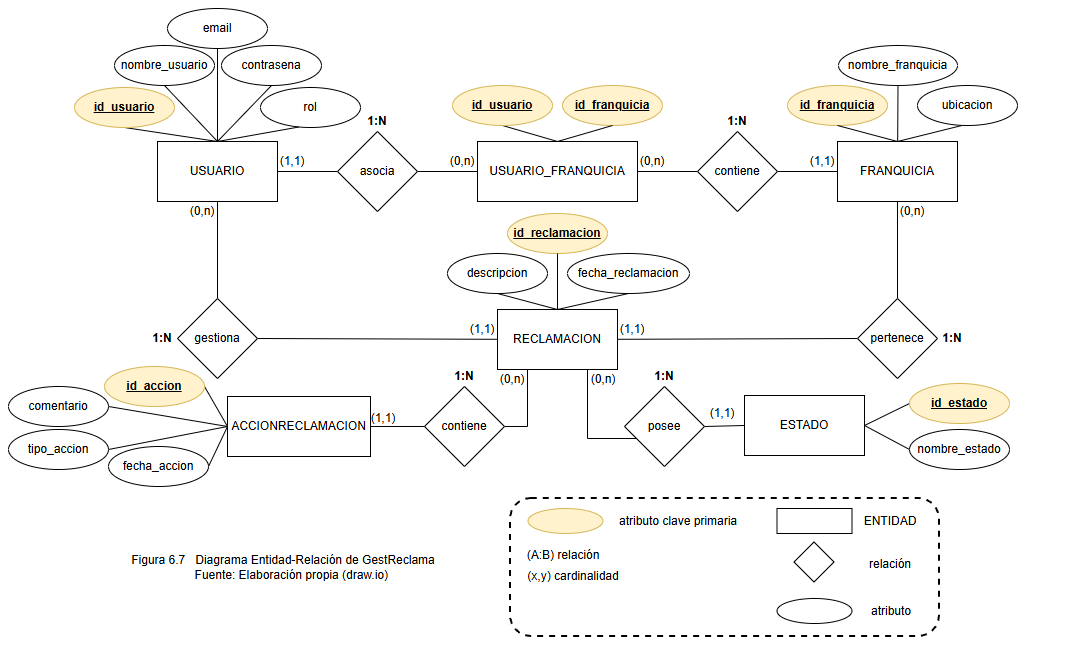 email
nombre_usuario
contrasena
id_usuario
rol
id_usuario
id_franquicia
nombre_franquicia
id_franquicia
ubicacion
1:N
1:N
USUARIO
(1,1)
asocia
(0,n)
USUARIO_FRANQUICIA
(0,n)
contiene
(1,1)
FRANQUICIA
(0,n)
(0,n)
id_reclamacion
descripcion
fecha_reclamacion
1:N
gestiona
(1,1)
RECLAMACION
(1,1)
pertenece
1:N
(0,n)
(0,n)
1:N
1:N
id_accion
comentario
tipo_accion
fecha_accion
ACCIONRECLAMACION
(1,1)
contiene
posee
(1,1)
ESTADO
id_estado
nombre_estado
atributo clave primaria
ENTIDAD
(A:B) relación
(x,y) cardinalidad
relación
atributo
Figura 6.7 Diagrama Entidad-Relación de GestReclama
Fuente: Elaboración propia (draw.io)